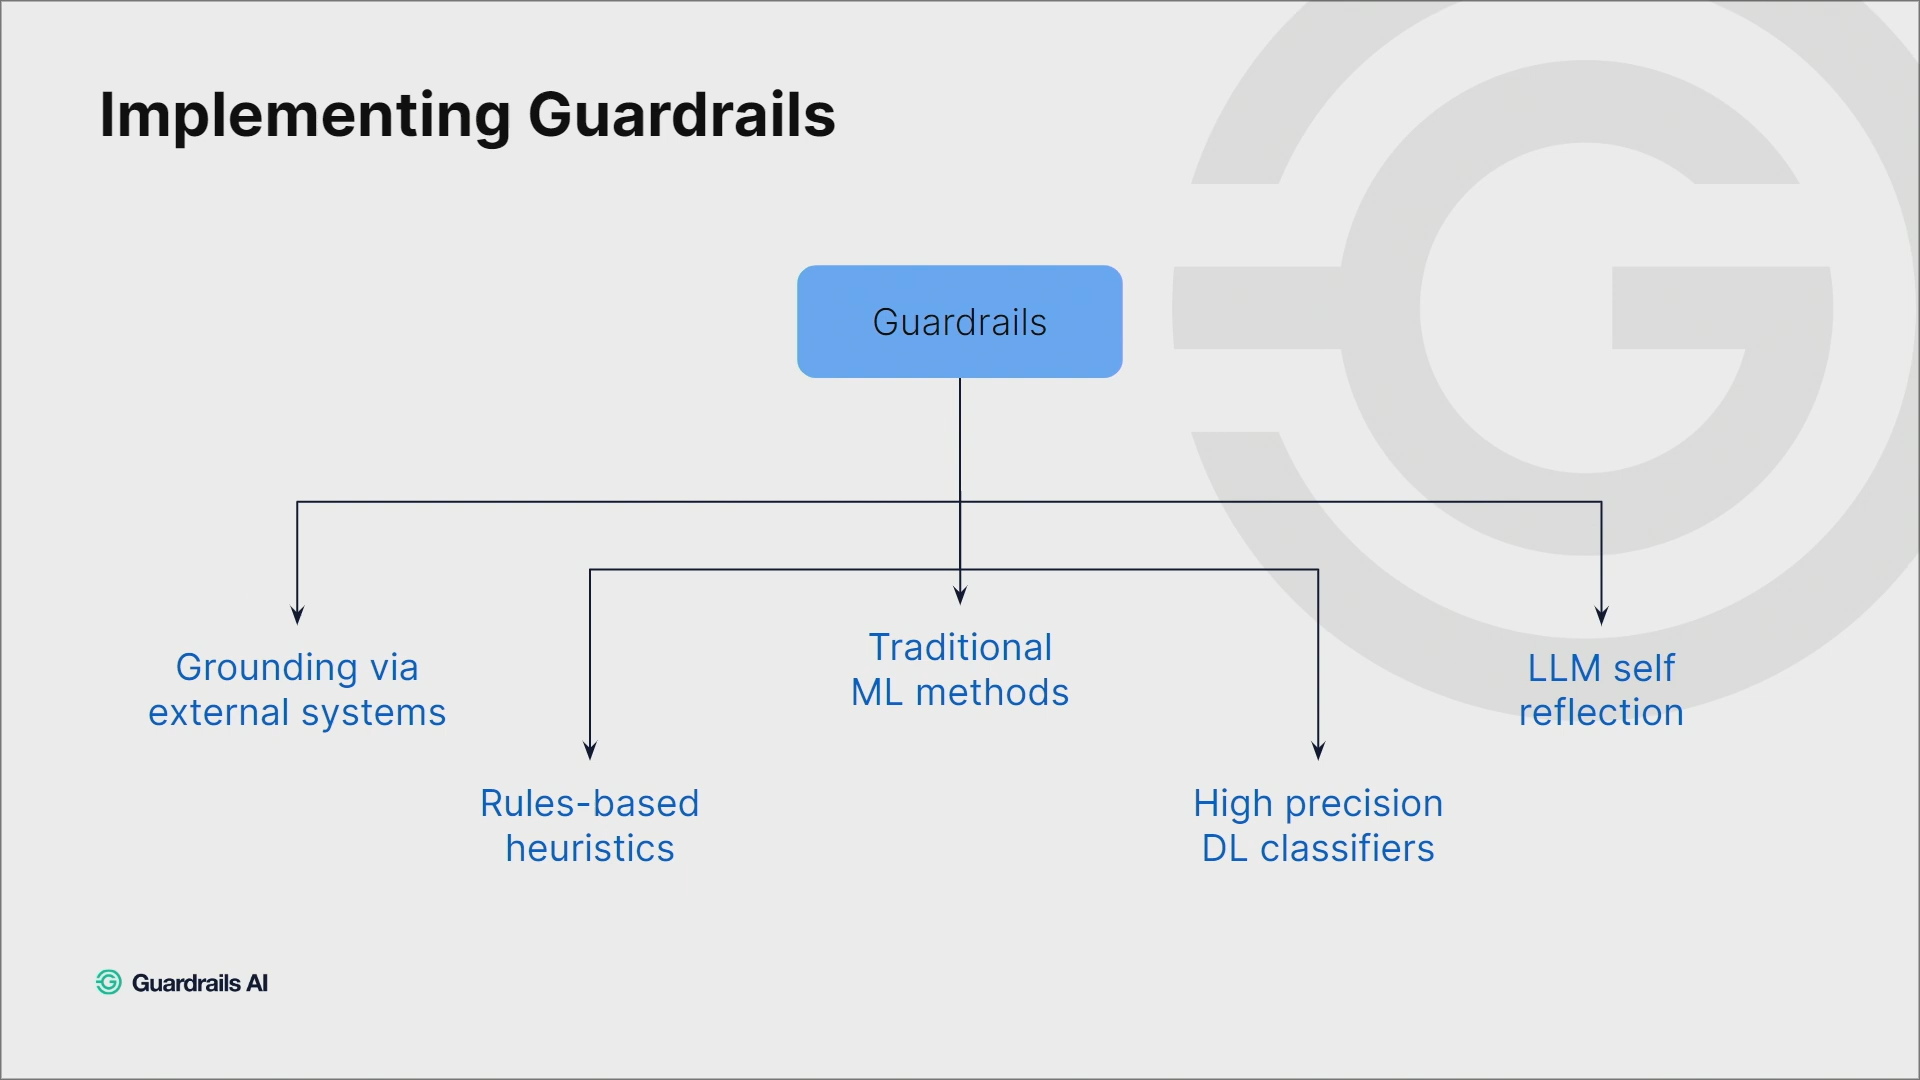 Implementing Guardrails
Guardrails
Grounding via
external systems
Rules-based
heuristics
Traditional
ML methods
High precision
DL classifiers
LLM self
reflection
Guardrails AI